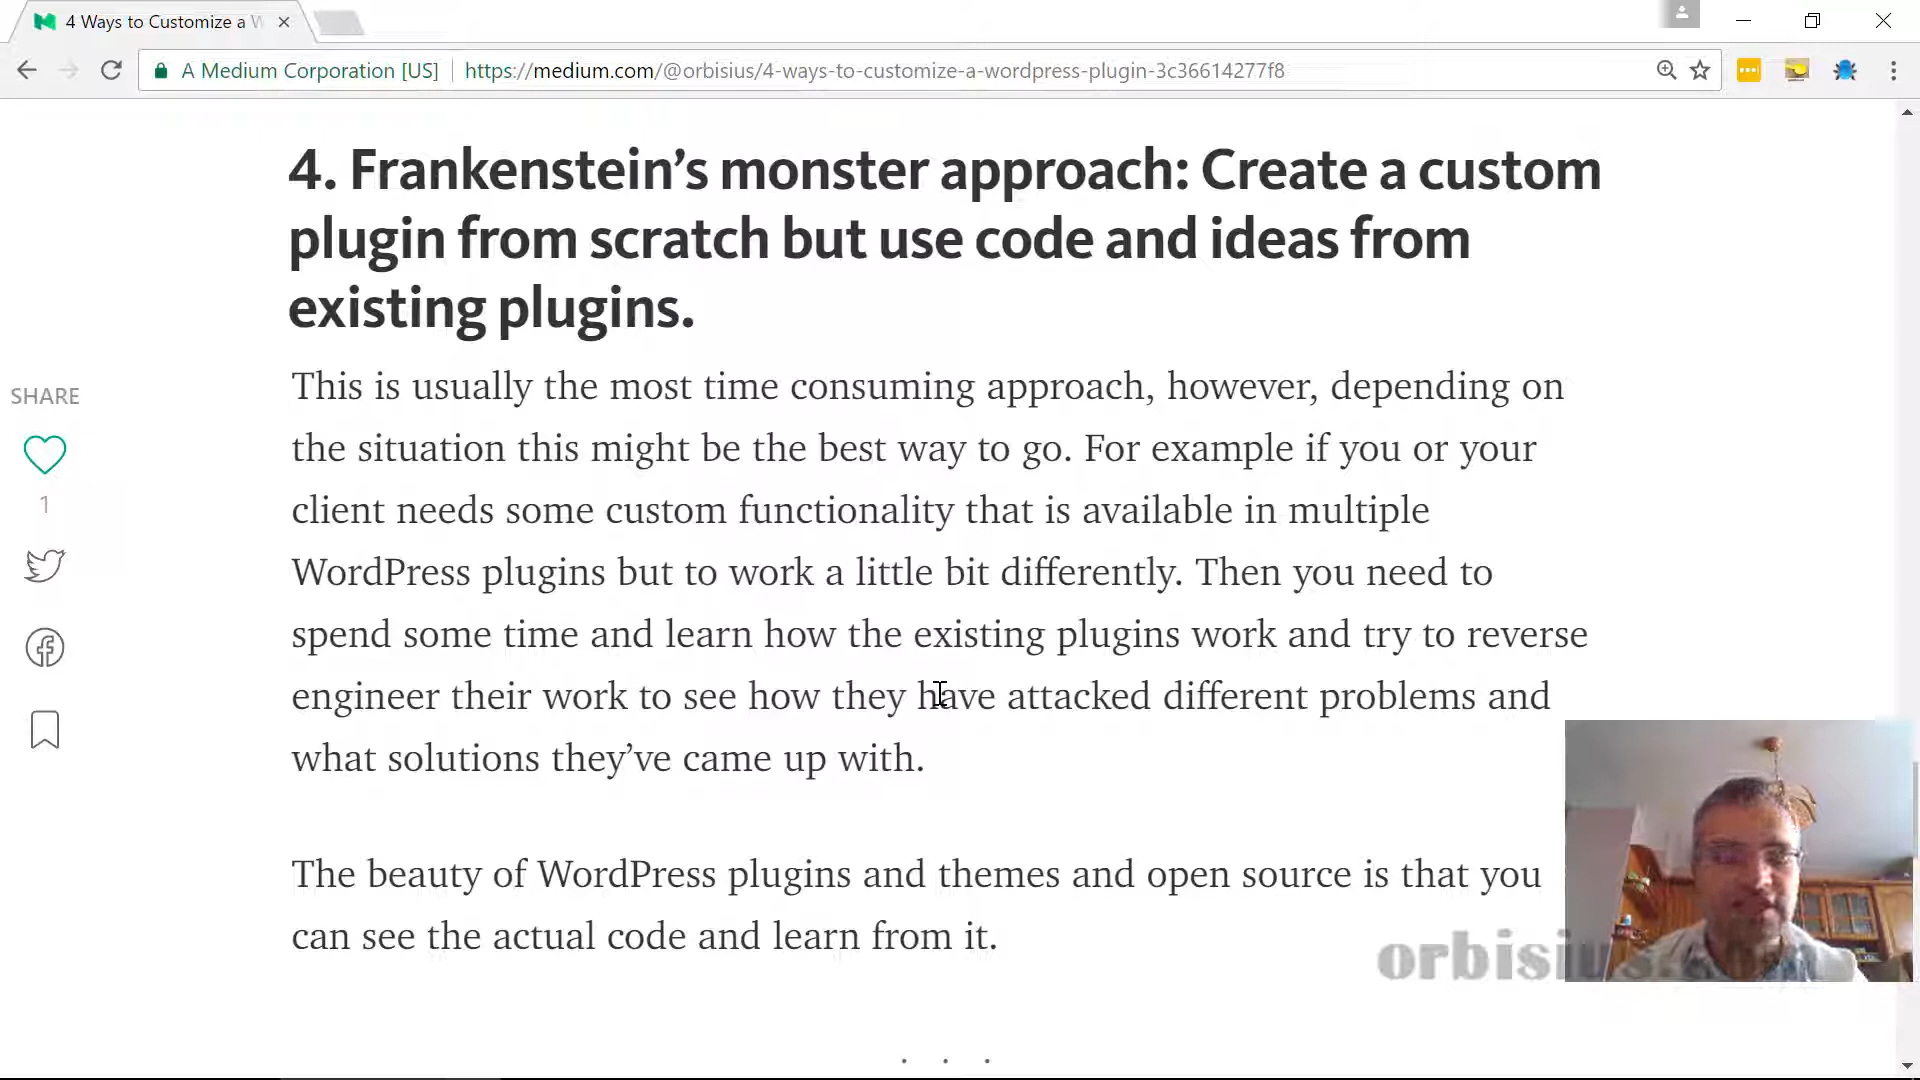 4 Ways to Customize a W
A Medium Corporation [US]
https://medium.com/@orbisius/4-ways-to-customize-a-wordpress-plugin-3c36614277f8
4. Frankenstein’s monster approach: Create a custom
plugin from scratch but use code and ideas from
existing plugins.
This is usually the most time consuming approach, however, depending on
the situation this might be the best way to go. For example if you or your
client needs some custom functionality that is available in multiple
WordPress plugins but to work a little bit differently. Then you need to
spend some time and learn how the existing plugins work and try to reverse
engineer their work to see how they have attacked different problems and
what solutions they’ve came up with.
The beauty of WordPress plugins and themes and open source is that you
can see the actual code and learn from it.
SHARE
1
. . .